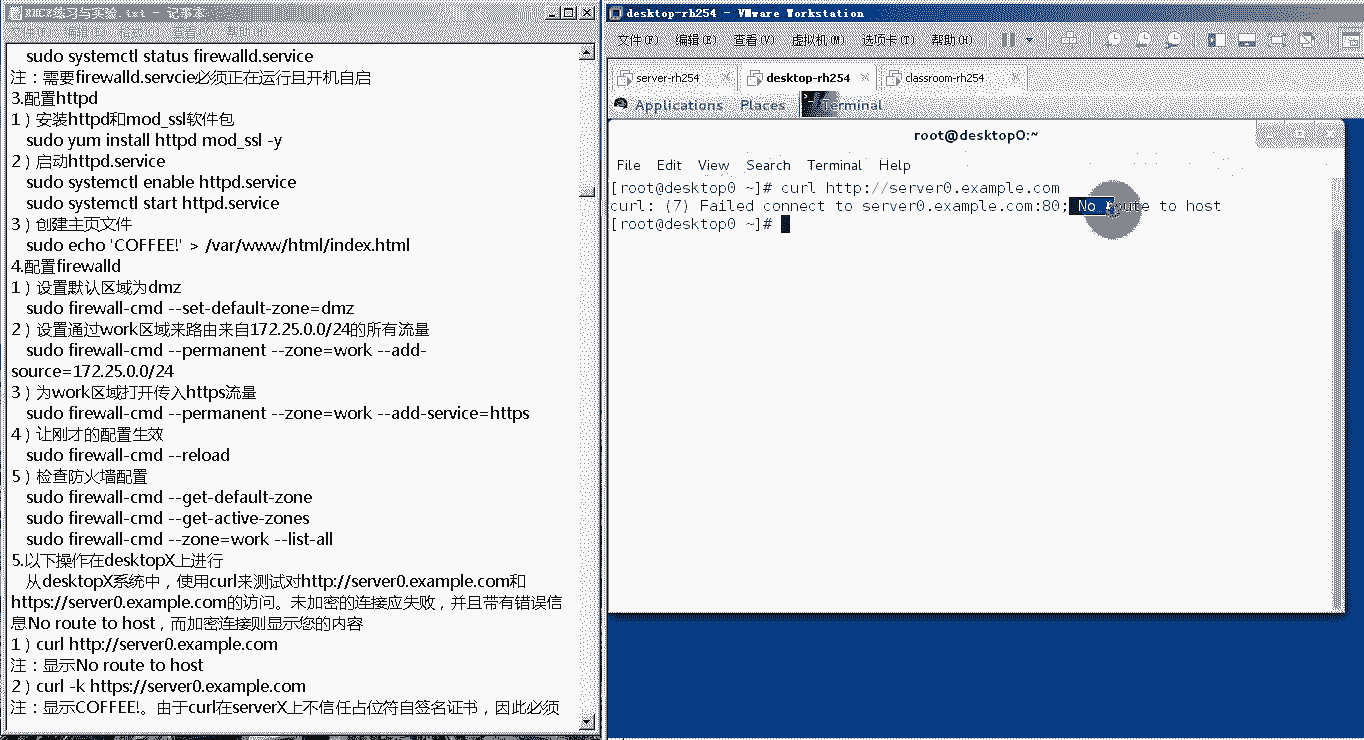 RHCE练习与实验.txt - 记事本
文件(F) 编辑(E) 格式(O) 查看(V) 帮助(H)
sudo systemctl status firewalld.service
注：需要firewalld.servcie必须正在运行且开机自启
3.配置httpd
1）安装httpd和mod_ssl软件包
sudo yum install httpd mod_ssl -y
2）启动httpd.service
sudo systemctl enable httpd.service
sudo systemctl start httpd.service
3）创建主页文件
sudo echo 'COFFEE!' > /var/www/html/index.html
4.配置firewalld
1）设置默认区域为dmz
sudo firewall-cmd --set-default-zone=dmz
2）设置通过work区域来路由来自172.25.0.0/24的所有流量
sudo firewall-cmd --permanent --zone=work --add-
source=172.25.0.0/24
3）为work区域打开传入https流量
sudo firewall-cmd --permanent --zone=work --add-service=https
4）让刚才的配置生效
sudo firewall-cmd --reload
5）检查防火墙配置
sudo firewall-cmd --get-default-zone
sudo firewall-cmd --get-active-zones
sudo firewall-cmd --zone=work --list-all
5.以下操作在desktopX上进行
从desktopX系统中，使用curl来测试对http://server0.example.com和
https://server0.example.com的访问。未加密的连接应失败，并且带有错误信
息No route to host，而加密连接则显示您的内容
1）curl http://server0.example.com
注：显示No route to host
2）curl -k https://server0.example.com
注：显示COFFEE!。由于curl在serverX上不信任占位符自签名证书，因此必须
desktop-rh254 - VMware Workstation
文件(F) 编辑(E) 查看(V) 虚拟机(M) 选项卡(T) 帮助(H)
server-rh254 desktop-rh254 classroom-rh254
Applications Places Terminal
root@desktop0:~
File Edit View Search Terminal Help
[root@desktop0 ~]# curl http://server0.example.com
curl: (7) Failed connect to server0.example.com:80; No route to host
[root@desktop0 ~]#